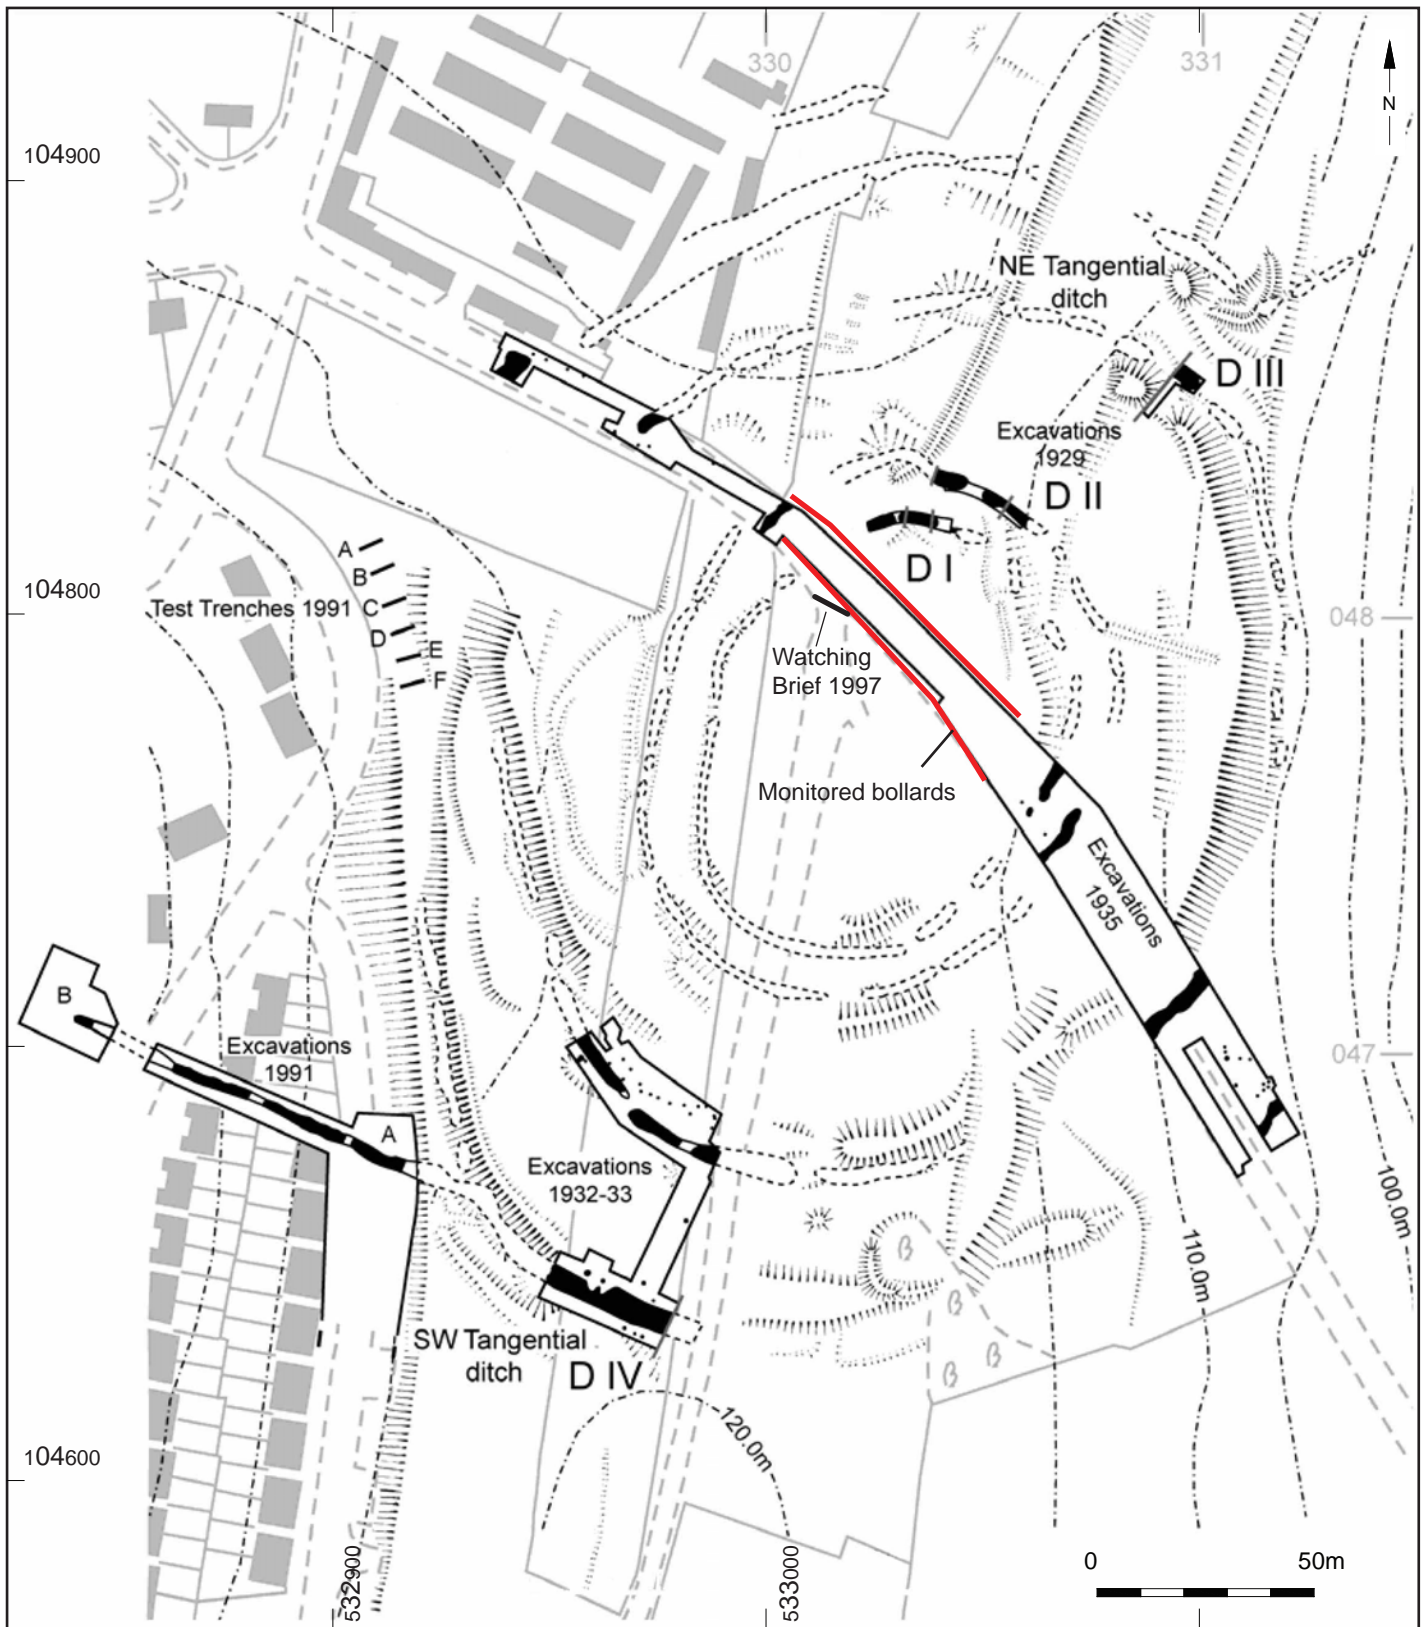 330
331
N
104900
NE Tangential
ditch
D III
Excavations
1929
D II
D I
A
B
C
D
E
F
Test Trenches 1991
104800
048
Watching
Brief 1997
Monitored bollards
Excavations
1935
B
Excavations
1991
A
047
Excavations
1932-33
SW Tangential
ditch
D IV
100.0m
110.0m
120.0m
104600
532900
533000
0 50m